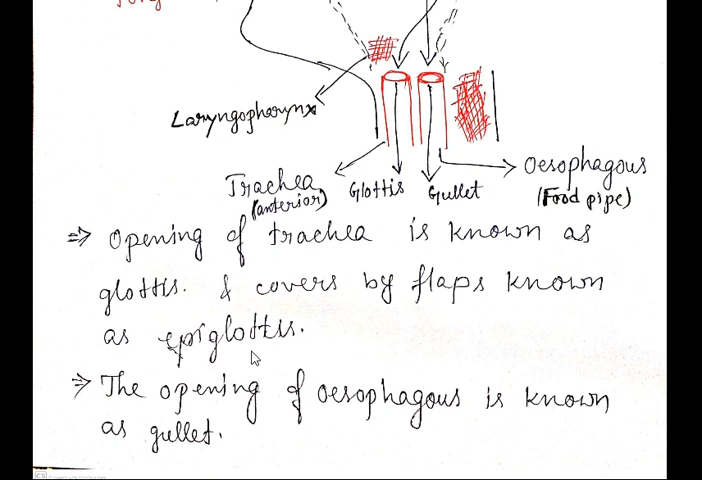 Laryngopharynx
Trachea
(anterior)
Glottis
Gullet
Oesophagous
(Food pipe)
⇒ Opening of trachea is known as
glottis. & covers by flaps known
as epiglottis.
⇒ The opening of oesophagous is known
as gullet.
CS